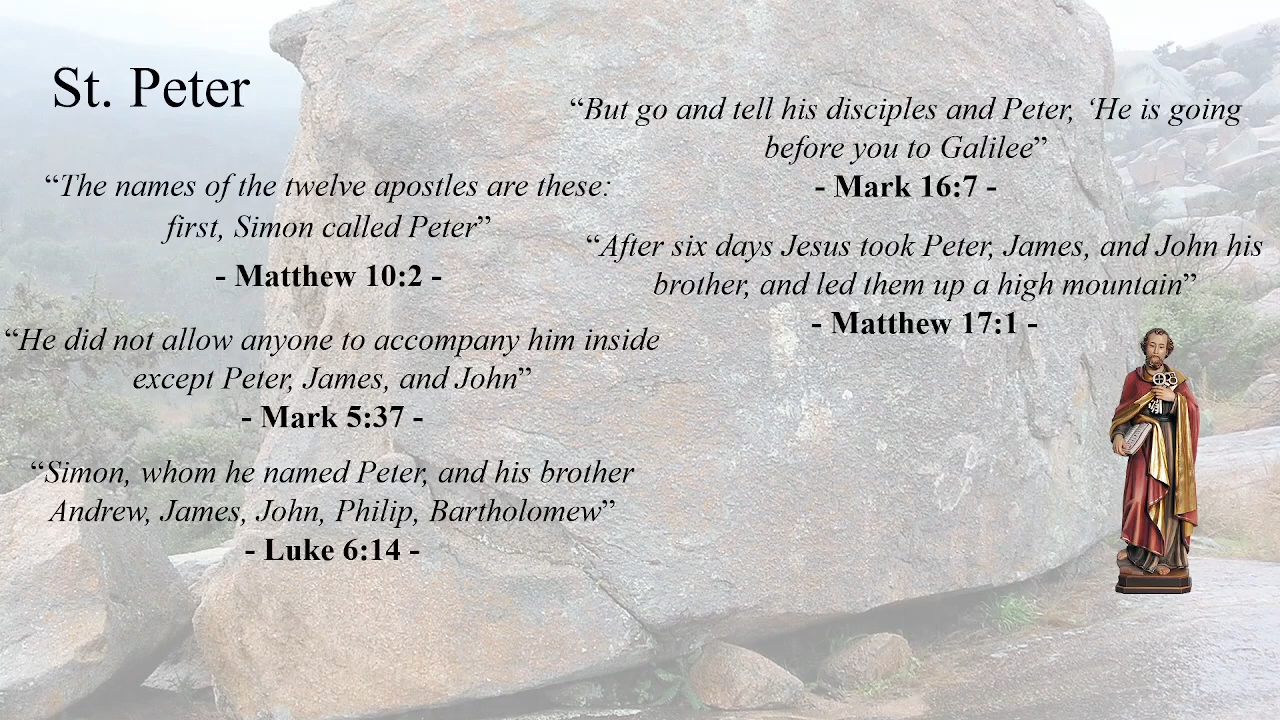 St. Peter
“The names of the twelve apostles are these:
first, Simon called Peter”
- Matthew 10:2 -
“He did not allow anyone to accompany him inside
except Peter, James, and John”
- Mark 5:37 -
“Simon, whom he named Peter, and his brother
Andrew, James, John, Philip, Bartholomew”
- Luke 6:14 -
“But go and tell his disciples and Peter, ‘He is going
before you to Galilee”
- Mark 16:7 -
“After six days Jesus took Peter, James, and John his
brother, and led them up a high mountain”
- Matthew 17:1 -